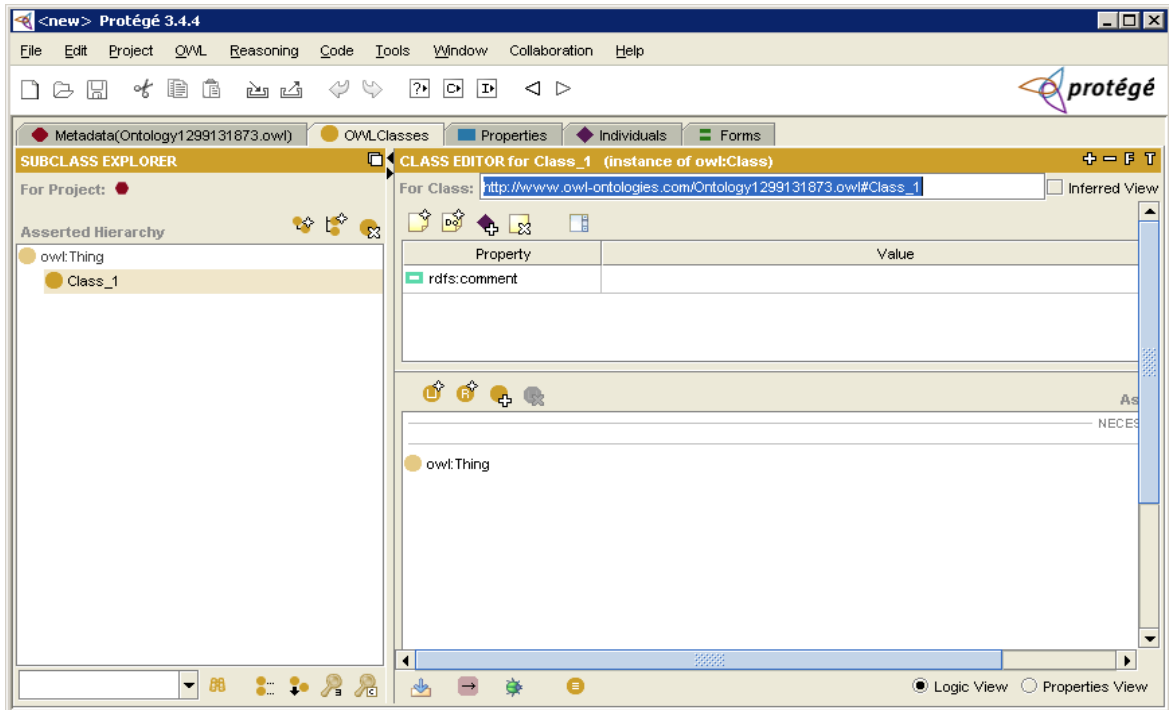 <new> Protégé 3.4.4
File Edit Project OWL Reasoning Code Tools Window Collaboration Help
protégé
Metadata(Ontology1299131873.owl) OWLClasses Properties Individuals Forms
SUBCLASS EXPLORER
For Project:
Asserted Hierarchy
owl:Thing
Class_1
CLASS EDITOR for Class_1 (instance of owl:Class)
+ − F T
For Class: http://www.owl-ontologies.com/Ontology1299131873.owl#Class_1 Inferred View
Property Value
rdfs:comment
As
NECES
owl:Thing
Logic View Properties View